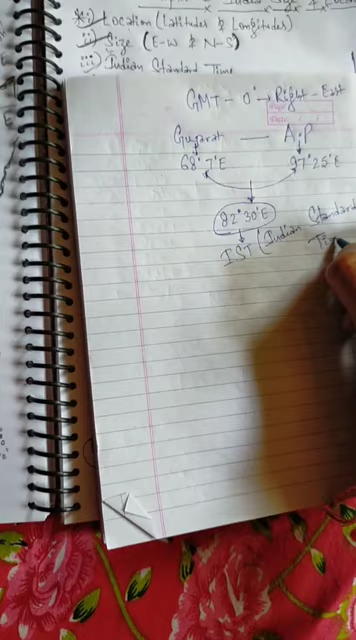 *i) Location (Latitudes & Longitudes)
ii) Size (E-W & N-S)
iii) Indian Standard Time
GMT - 0° → Right - East
Gujarat — A.P
68°7'E 97°25'E
82°30'E
IST (Indian Standard